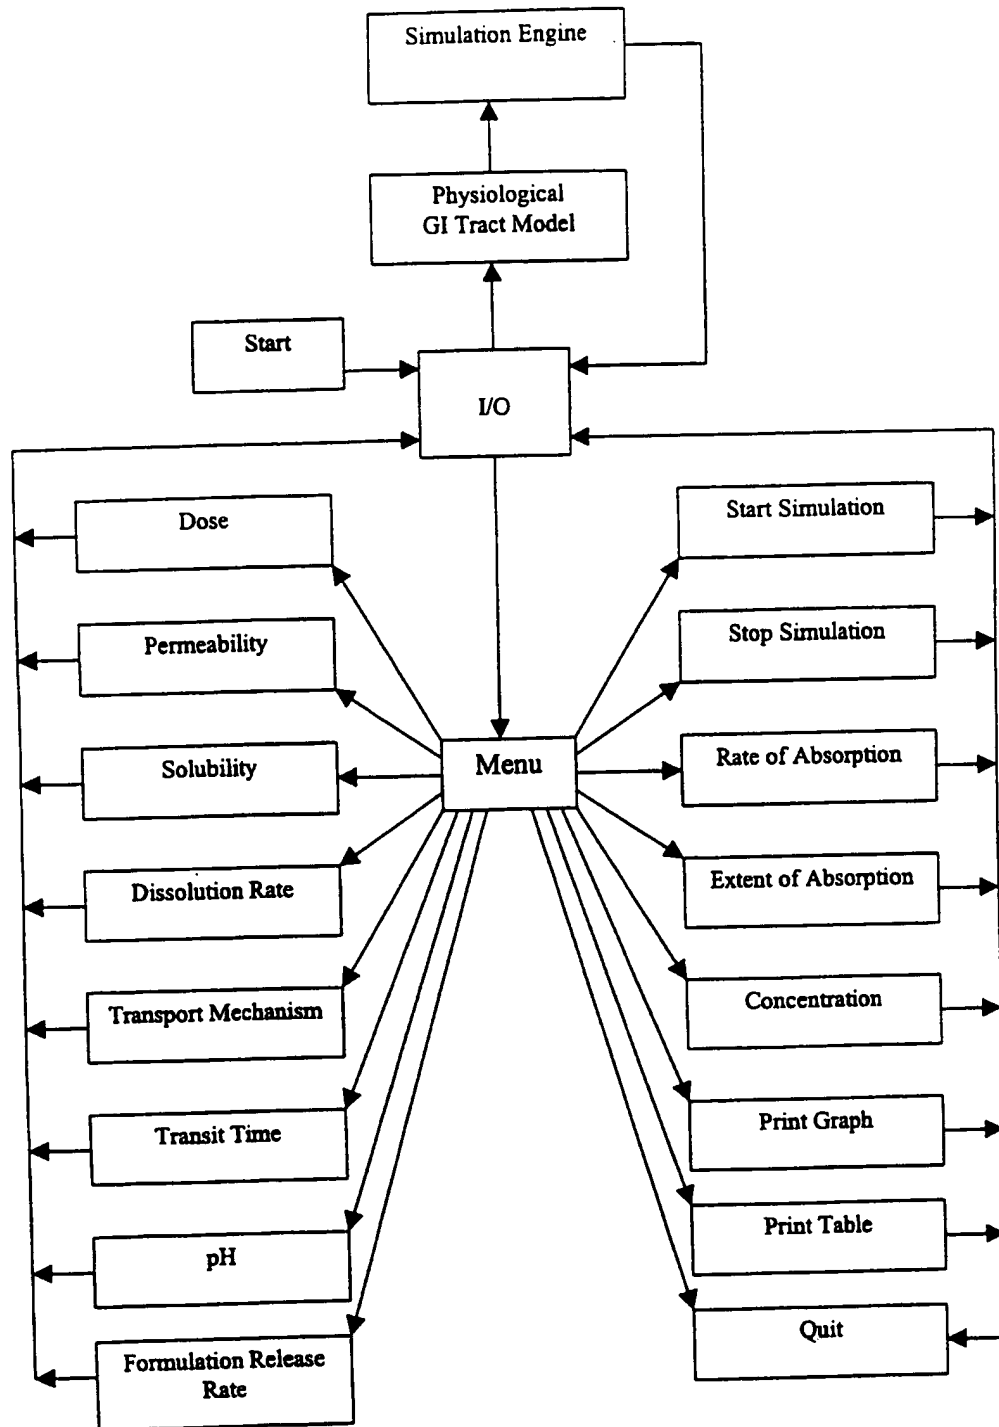 Simulation Engine
Physiological
GI Tract Model
Start
I/O
Dose
Permeability
Solubility
Dissolution Rate
Transport Mechanism
Transit Time
pH
Formulation Release
Rate
Menu
Start Simulation
Stop Simulation
Rate of Absorption
Extent of Absorption
Concentration
Print Graph
Print Table
Quit